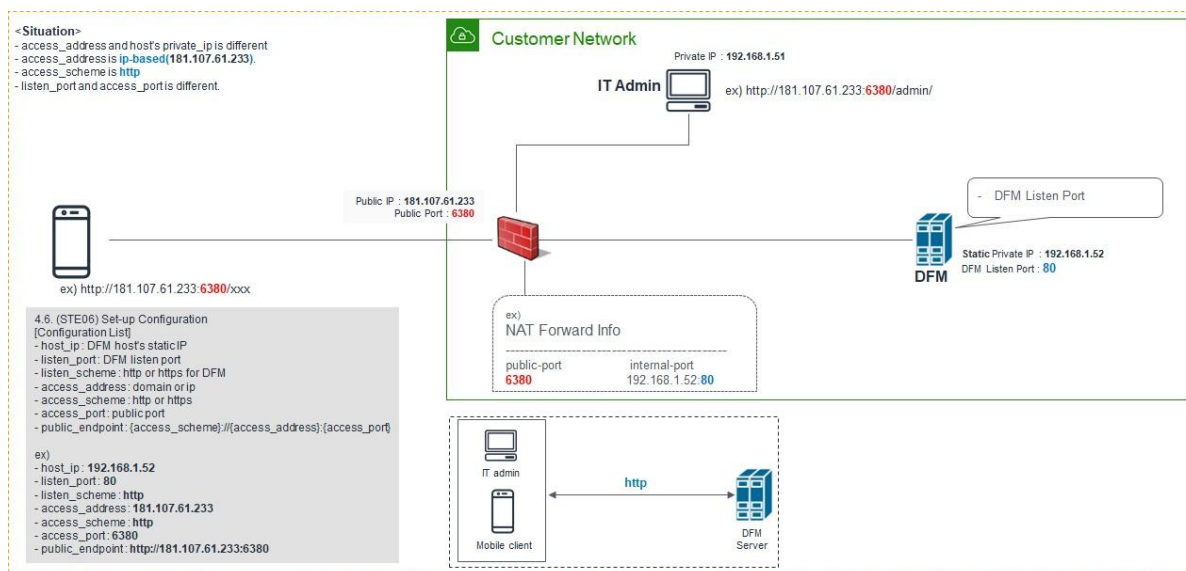 <Situation>
- access_address and host's private_ip is different
- access_address is ip-based(181.107.61.233).
- access_scheme is http
- listen_port and access_port is different.
Customer Network
Private IP : 192.168.1.51
IT Admin
ex) http://181.107.61.233:6380/admin/
Public IP : 181.107.61.233
Public Port : 6380
- DFM Listen Port
Static Private IP : 192.168.1.52
DFM Listen Port : 80
DFM
ex) http://181.107.61.233:6380/xxx
ex)
NAT Forward Info
public-port internal-port
6380 192.168.1.52:80
4.6. (STE06) Set-up Configuration
[Configuration List]
- host_ip : DFM host's static IP
- listen_port : DFM listen port
- listen_scheme : http or https for DFM
- access_address : domain or ip
- access_scheme : http or https
- access_port : public port
- public_endpoint : {access_scheme}://{access_address}:{access_port}
ex)
- host_ip : 192.168.1.52
- listen_port : 80
- listen_scheme : http
- access_address : 181.107.61.233
- access_scheme : http
- access_port : 6380
- public_endpoint : http://181.107.61.233:6380
IT admin
http
Mobile client
DFM
Server